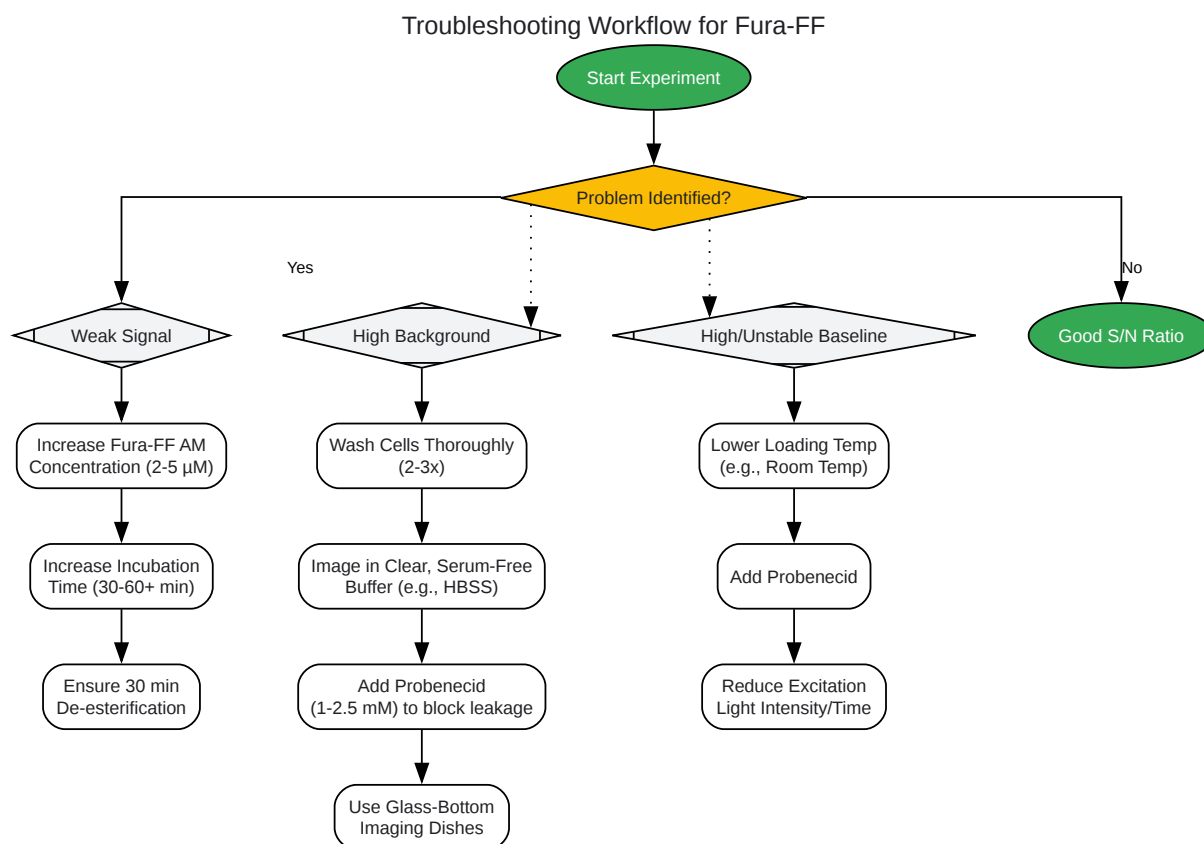 Troubleshooting Workflow for Fura-FF
Start Experiment
Problem Identified?
Yes
No
Weak Signal
High Background
High/Unstable Baseline
Good S/N Ratio
Increase Fura-FF AM
Concentration (2-5 µM)
Wash Cells Thoroughly
(2-3x)
Lower Loading Temp
(e.g., Room Temp)
Increase Incubation
Time (30-60+ min)
Image in Clear, Serum-Free
Buffer (e.g., HBSS)
Add Probenecid
Ensure 30 min
De-esterification
Add Probenecid
(1-2.5 mM) to block leakage
Reduce Excitation
Light Intensity/Time
Use Glass-Bottom
Imaging Dishes